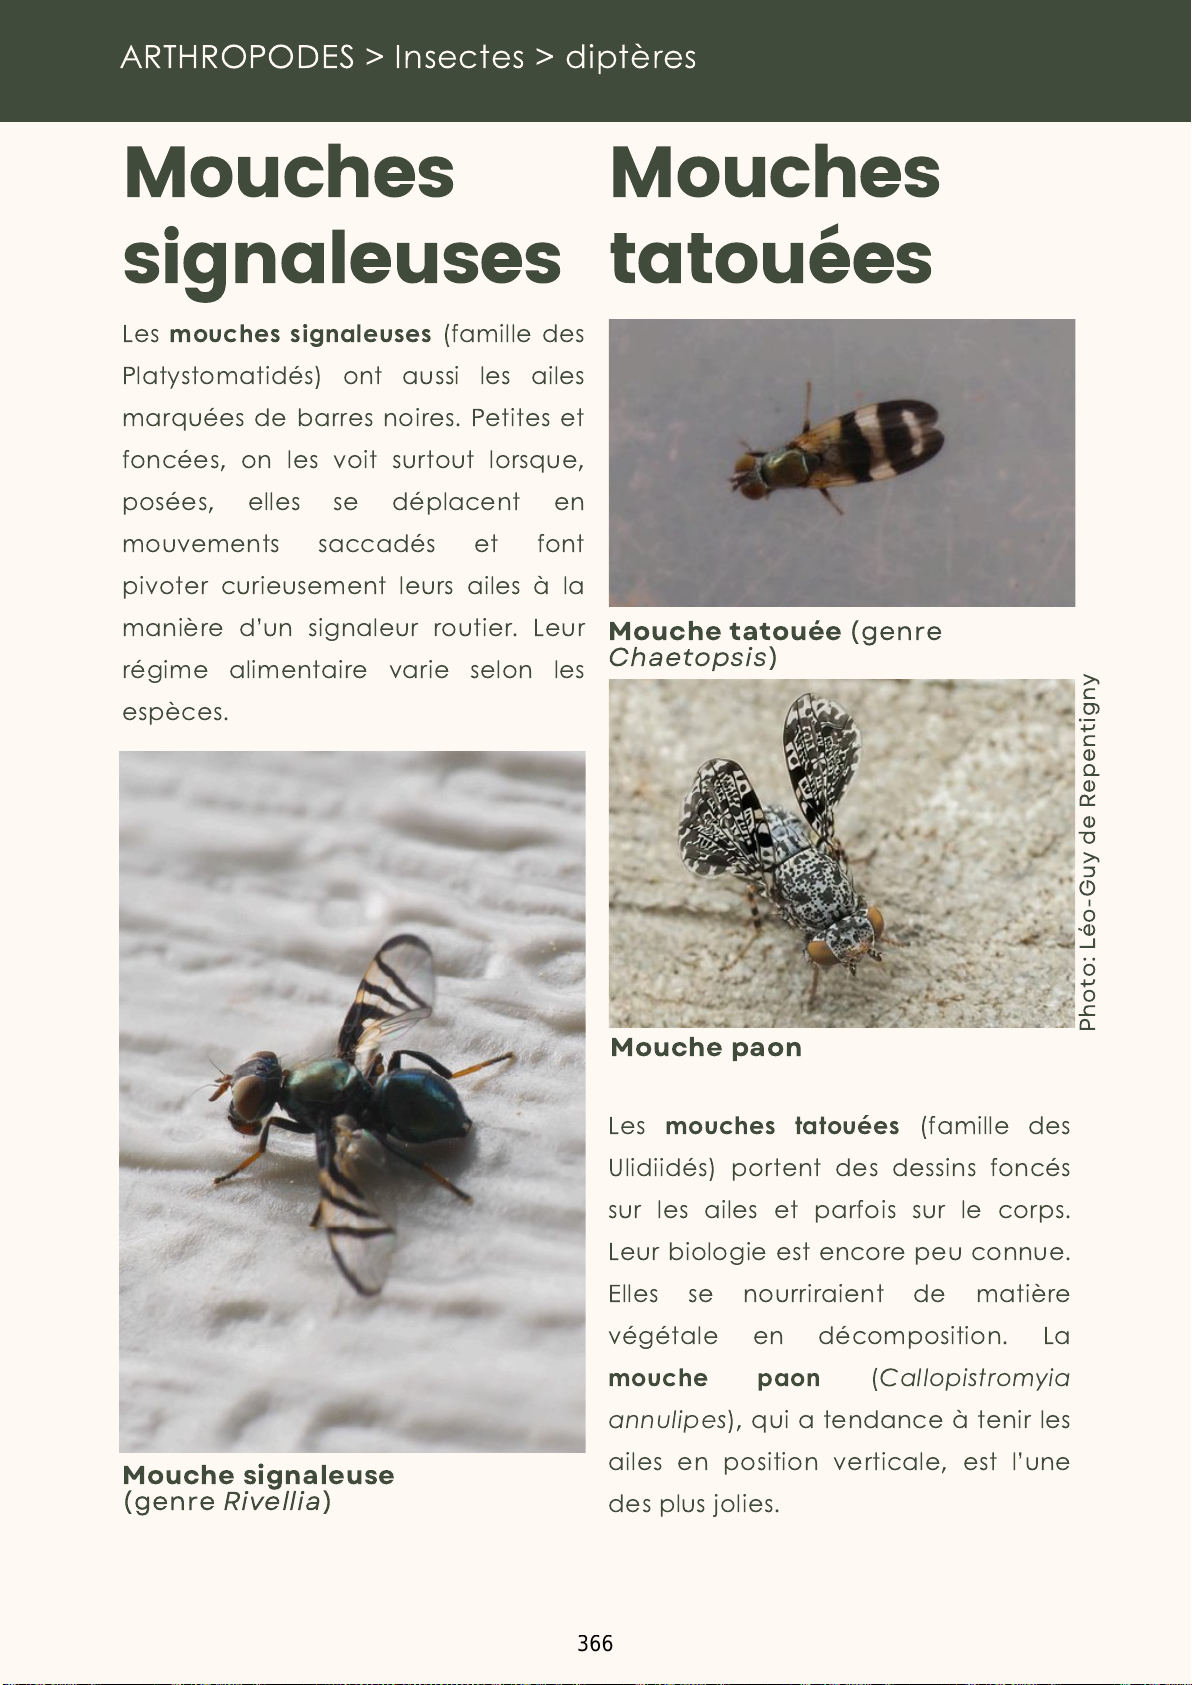 ARTHROPODES > Insectes > diptères
Mouches
signaleuses
Les mouches signaleuses (famille des
Platystomatidés) ont aussi les ailes
marquées de barres noires. Petites et
foncées, on les voit surtout lorsque,
posées, elles se déplacent en
mouvements saccadés et font
pivoter curieusement leurs ailes à la
manière d'un signaleur routier. Leur
régime alimentaire varie selon les
espèces.
Mouche signaleuse
(genre Rivellia)
Mouches
tatouées
Mouche tatouée (genre
Chaetopsis)
Photo: Léo-Guy de Repentigny
Mouche paon
Les mouches tatouées (famille des
Ulidiidés) portent des dessins foncés
sur les ailes et parfois sur le corps.
Leur biologie est encore peu connue.
Elles se nourriraient de matière
végétale en décomposition. La
mouche paon (Callopistromyia
annulipes), qui a tendance à tenir les
ailes en position verticale, est l'une
des plus jolies.
366